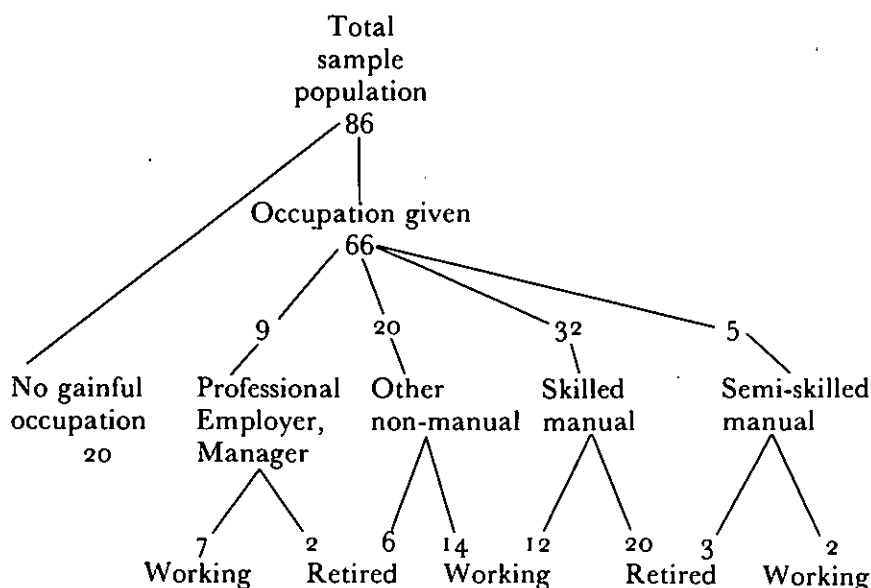 Total
sample
population
86
Occupation given
66
9 20 32 5
No gainful Professional Other Skilled Semi-skilled
occupation Employer, non-manual manual manual
20 Manager
7 2 6 14 12 20 3 2
Working Retired Working Retired Working